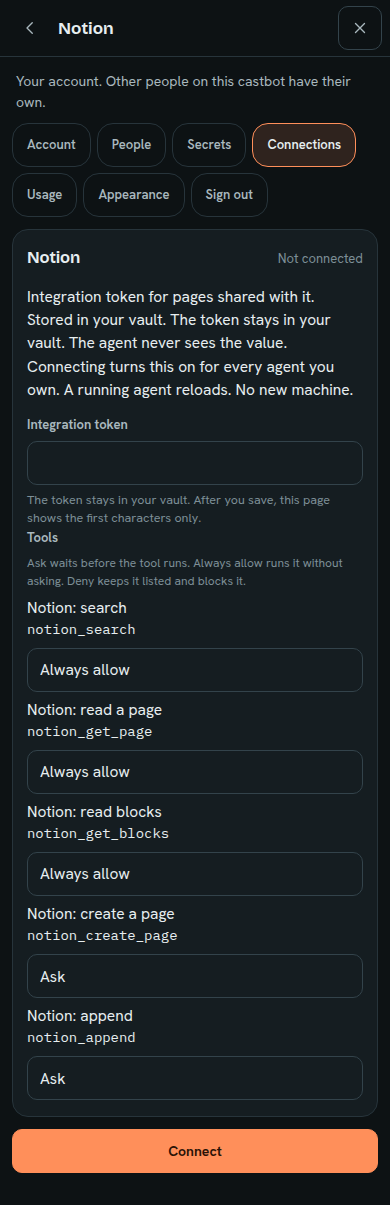 Notion
Your account. Other people on this castbot have their
own.
Account
People
Secrets
Connections
Usage
Appearance
Sign out
Notion
Not connected
Integration token for pages shared with it.
Stored in your vault. The token stays in your
vault. The agent never sees the value.
Connecting turns this on for every agent you
own. A running agent reloads. No new machine.
Integration token
The token stays in your vault. After you save, this page
shows the first characters only.
Tools
Ask waits before the tool runs. Always allow runs it without
asking. Deny keeps it listed and blocks it.
Notion: search
notion_search
Always allow
Notion: read a page
notion_get_page
Always allow
Notion: read blocks
notion_get_blocks
Always allow
Notion: create a page
notion_create_page
Ask
Notion: append
notion_append
Ask
Connect